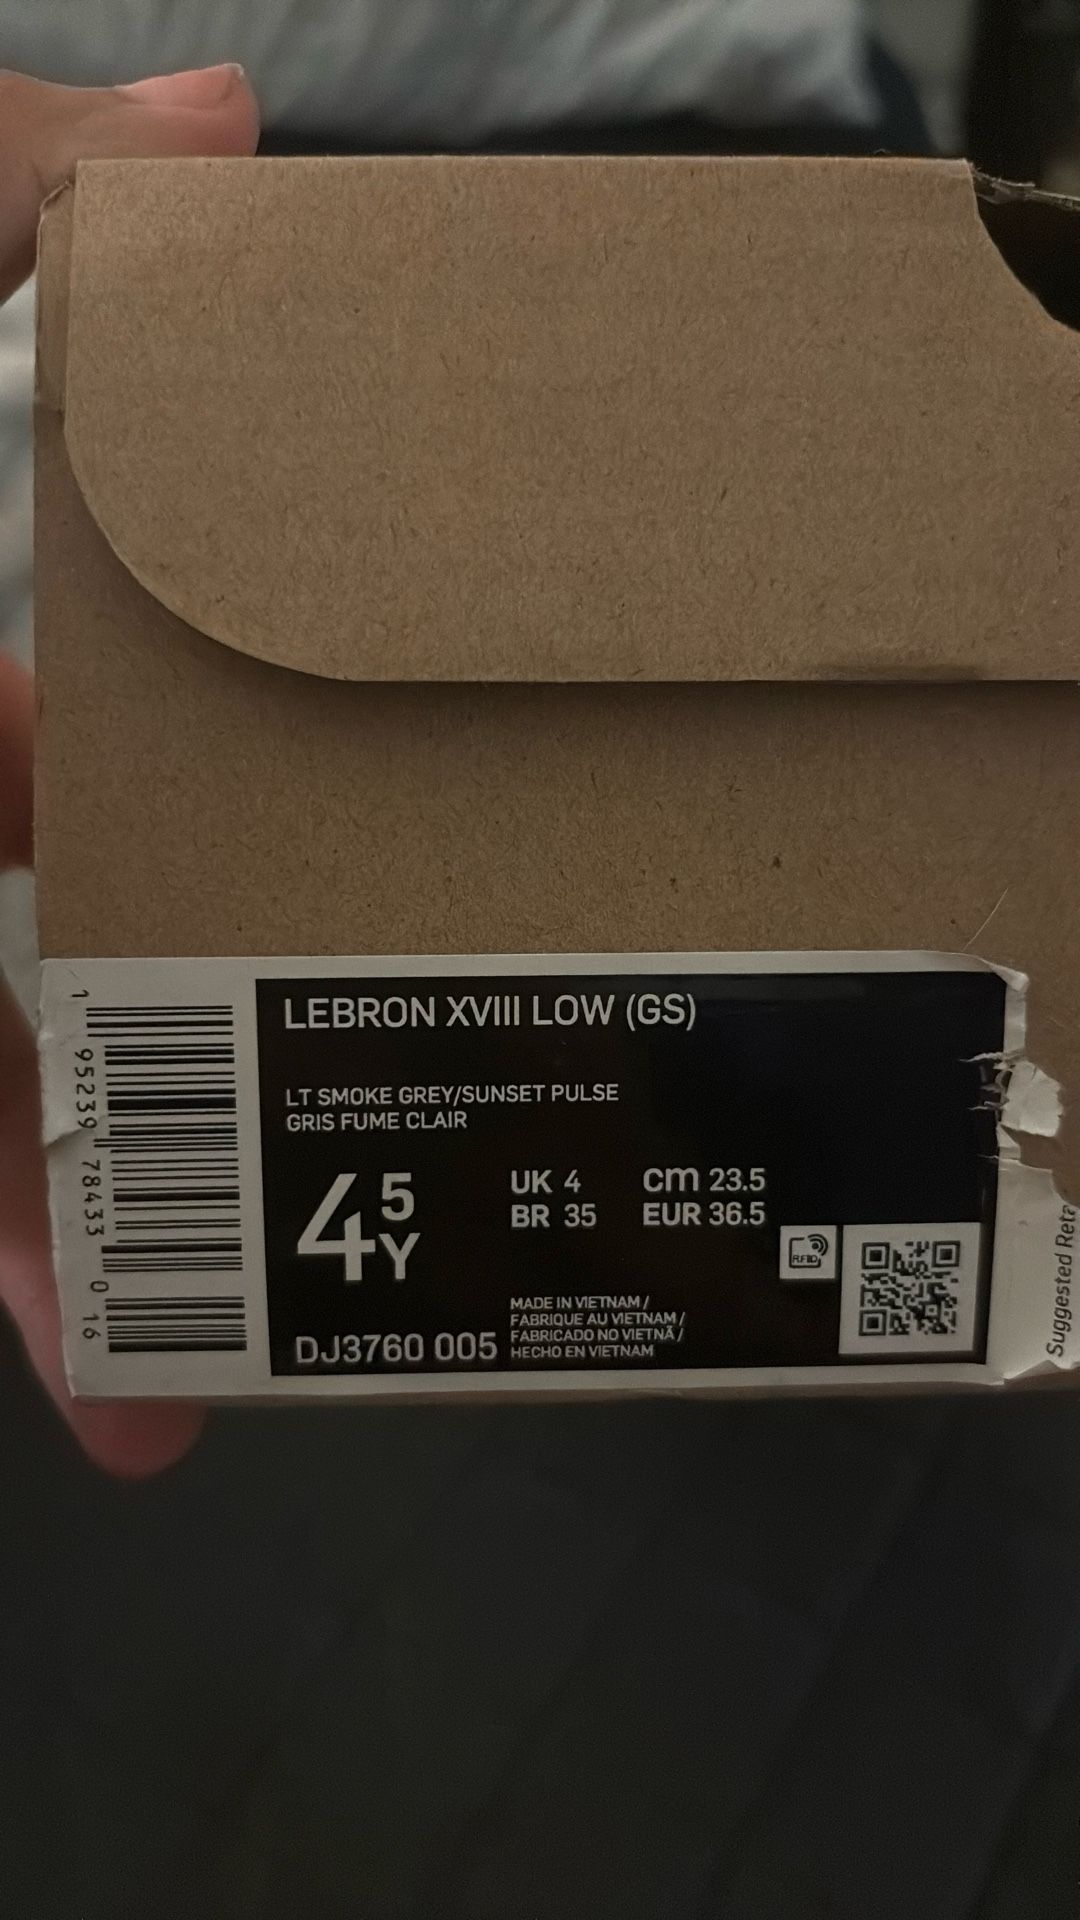 LEBRON XVIII LOW (GS)
LT SMOKE GREY/SUNSET PULSE
GRIS FUME CLAIR
4 5 Y
UK 4 cm 23.5
BR 35 EUR 36.5
RFID
DJ3760 005
MADE IN VIETNAM /
FABRIQUE AU VIETNAM /
FABRICADO NO VIETNÃ /
HECHO EN VIETNAM
1 95239 78433 0 16
Suggested